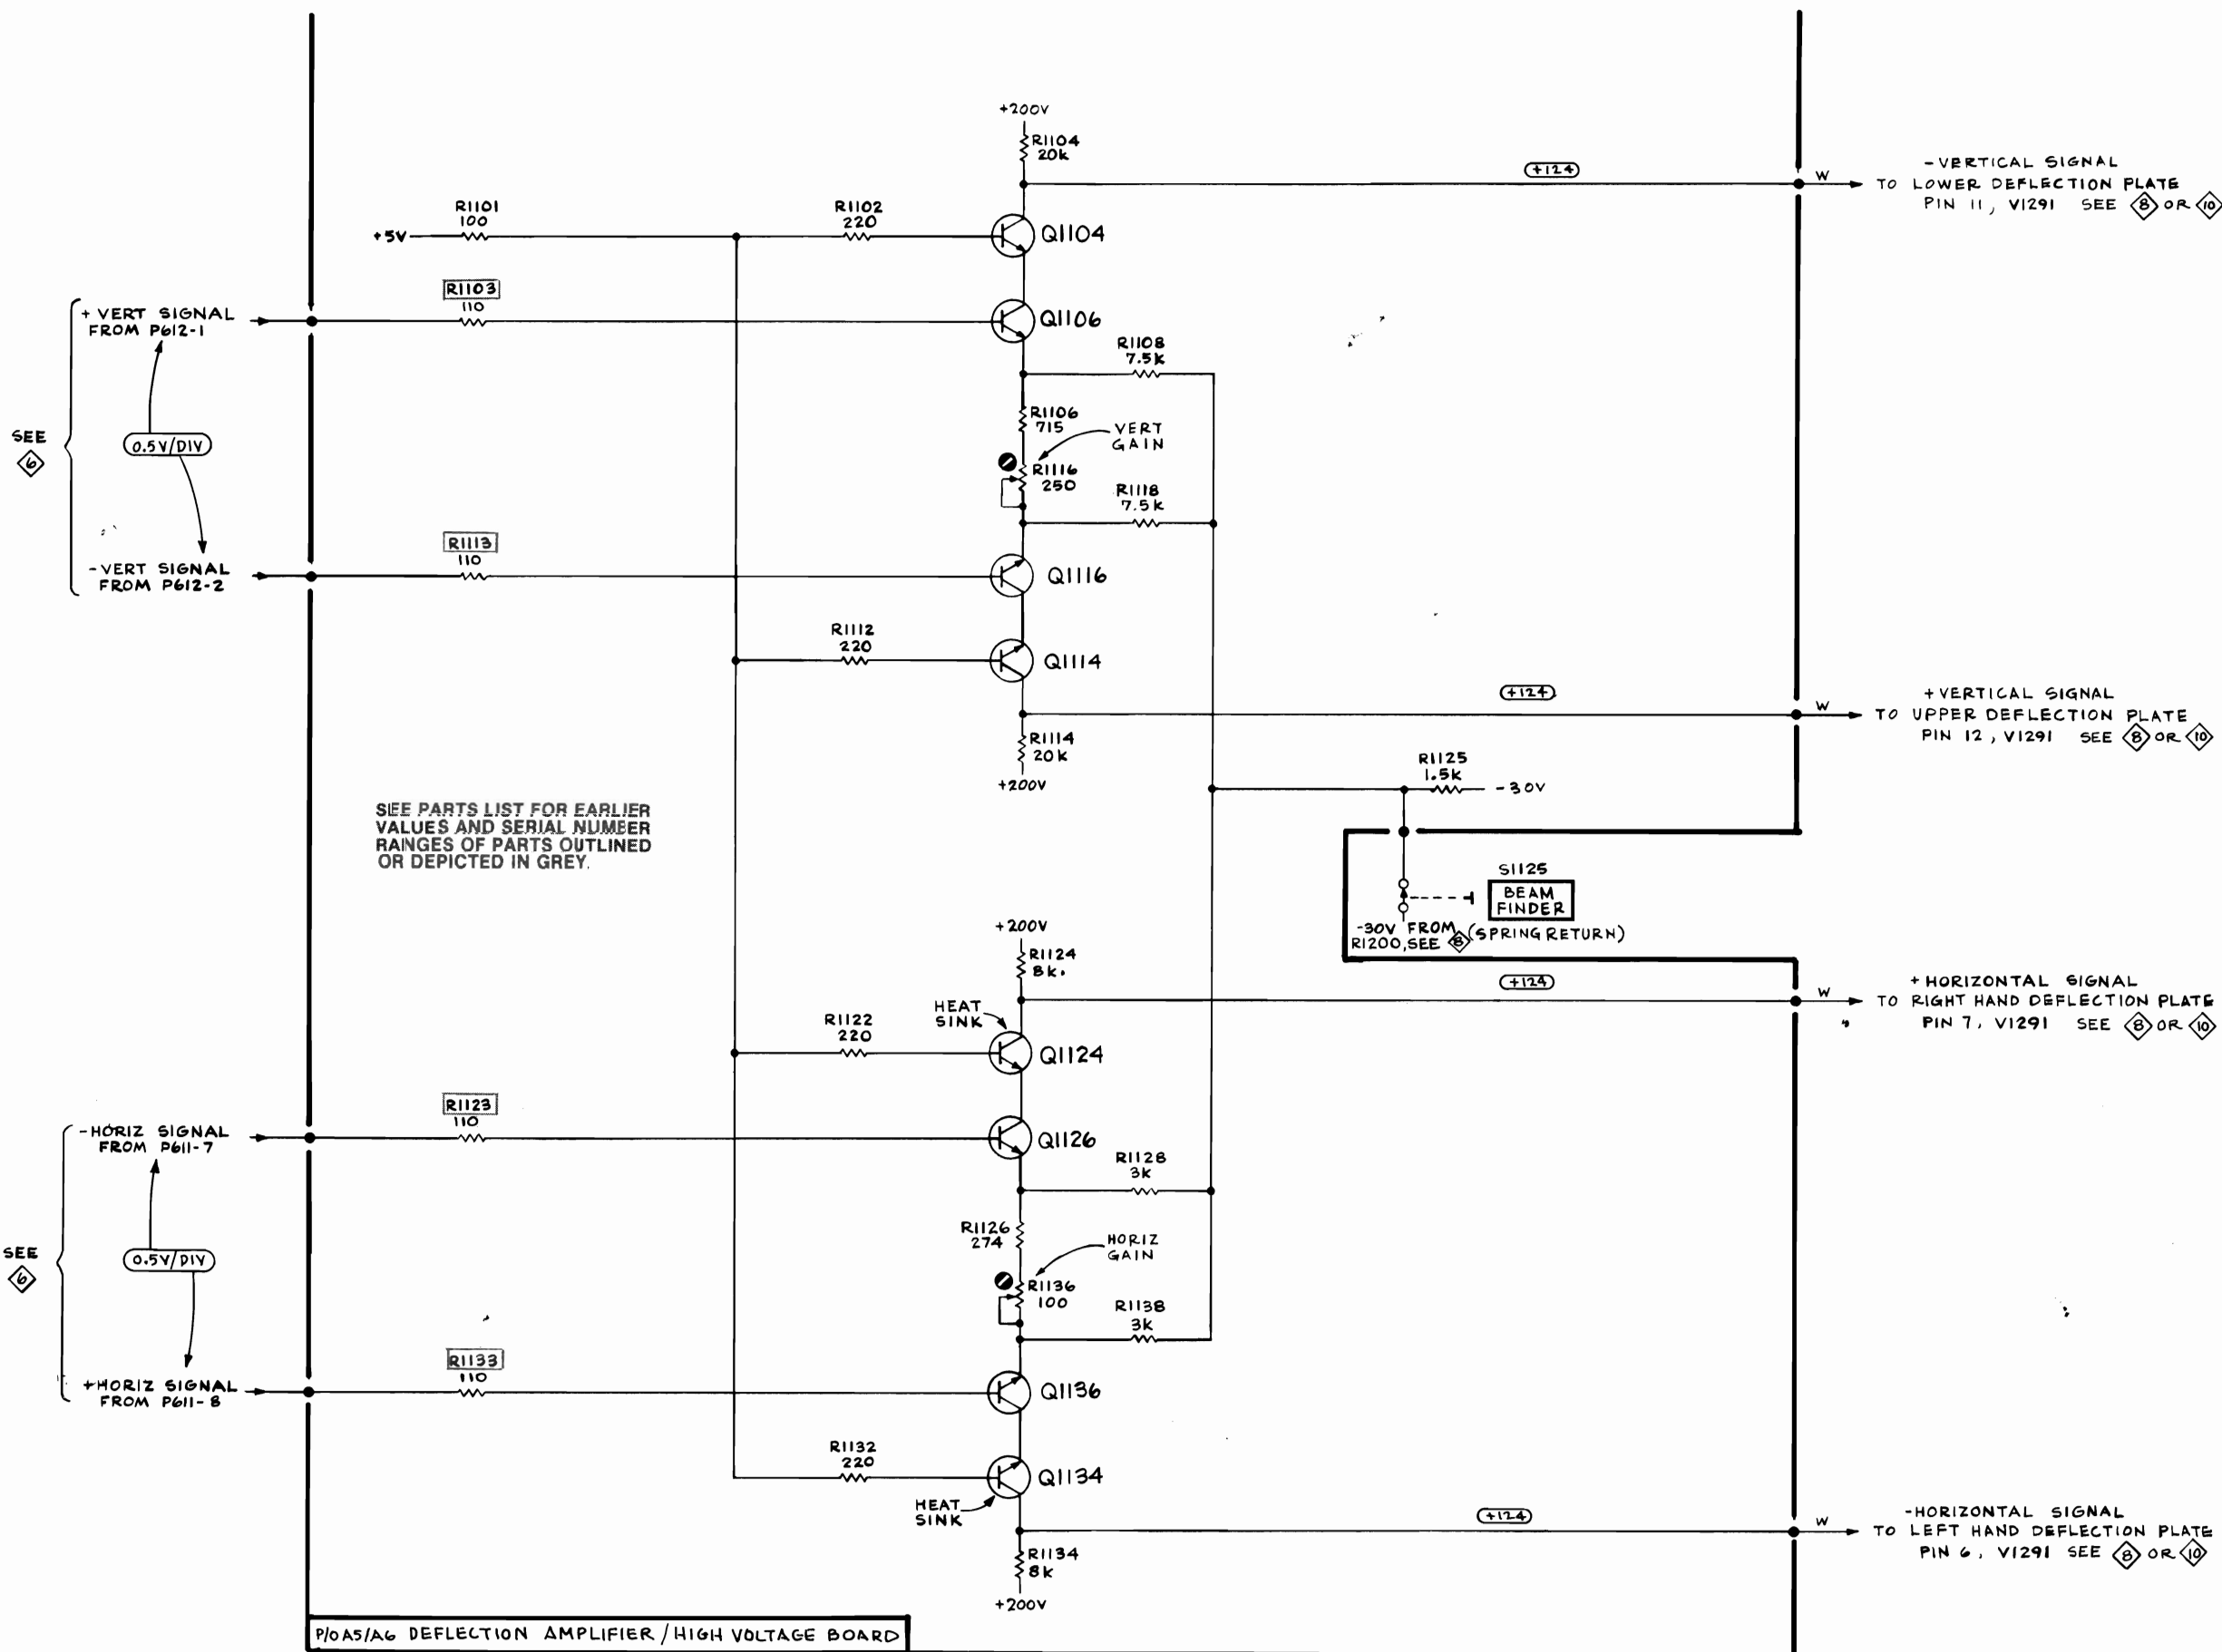 +200V
R1104
20K
+124
-VERTICAL SIGNAL
W
TO LOWER DEFLECTION PLATE
PIN 11, V1291 SEE 8 OR 10
R1101
100
R1102
220
+5V
Q1104
R1103
110
+ VERT SIGNAL
FROM P612-1
Q1106
R1108
7.5K
R1106
715
VERT
GAIN
SEE
6
0.5V/DIV
R1116
250
R1118
7.5K
R1113
110
-VERT SIGNAL
FROM P612-2
Q1116
R1112
220
Q1114
+124
+VERTICAL SIGNAL
W
TO UPPER DEFLECTION PLATE
PIN 12, V1291 SEE 8 OR 10
R1114
20K
+200V
R1125
1.5K
-30V
SEE PARTS LIST FOR EARLIER
VALUES AND SERIAL NUMBER
RANGES OF PARTS OUTLINED
OR DEPICTED IN GREY.
S1125
BEAM
FINDER
-30V FROM
R1200, SEE 8
(SPRING RETURN)
+200V
R1124
8K.
+124
+HORIZONTAL SIGNAL
W
TO RIGHT HAND DEFLECTION PLATE
PIN 7, V1291 SEE 8 OR 10
HEAT
SINK
R1122
220
Q1124
R1123
110
-HORIZ SIGNAL
FROM P611-7
Q1126
R1128
3K
R1126
274
HORIZ
GAIN
SEE
6
0.5V/DIV
R1136
100
R1138
3K
R1133
110
+HORIZ SIGNAL
FROM P611-8
Q1136
R1132
220
Q1134
HEAT
SINK
+124
-HORIZONTAL SIGNAL
W
TO LEFT HAND DEFLECTION PLATE
PIN 6, V1291 SEE 8 OR 10
R1134
8K
+200V
P/O A5/A6 DEFLECTION AMPLIFIER/HIGH VOLTAGE BOARD